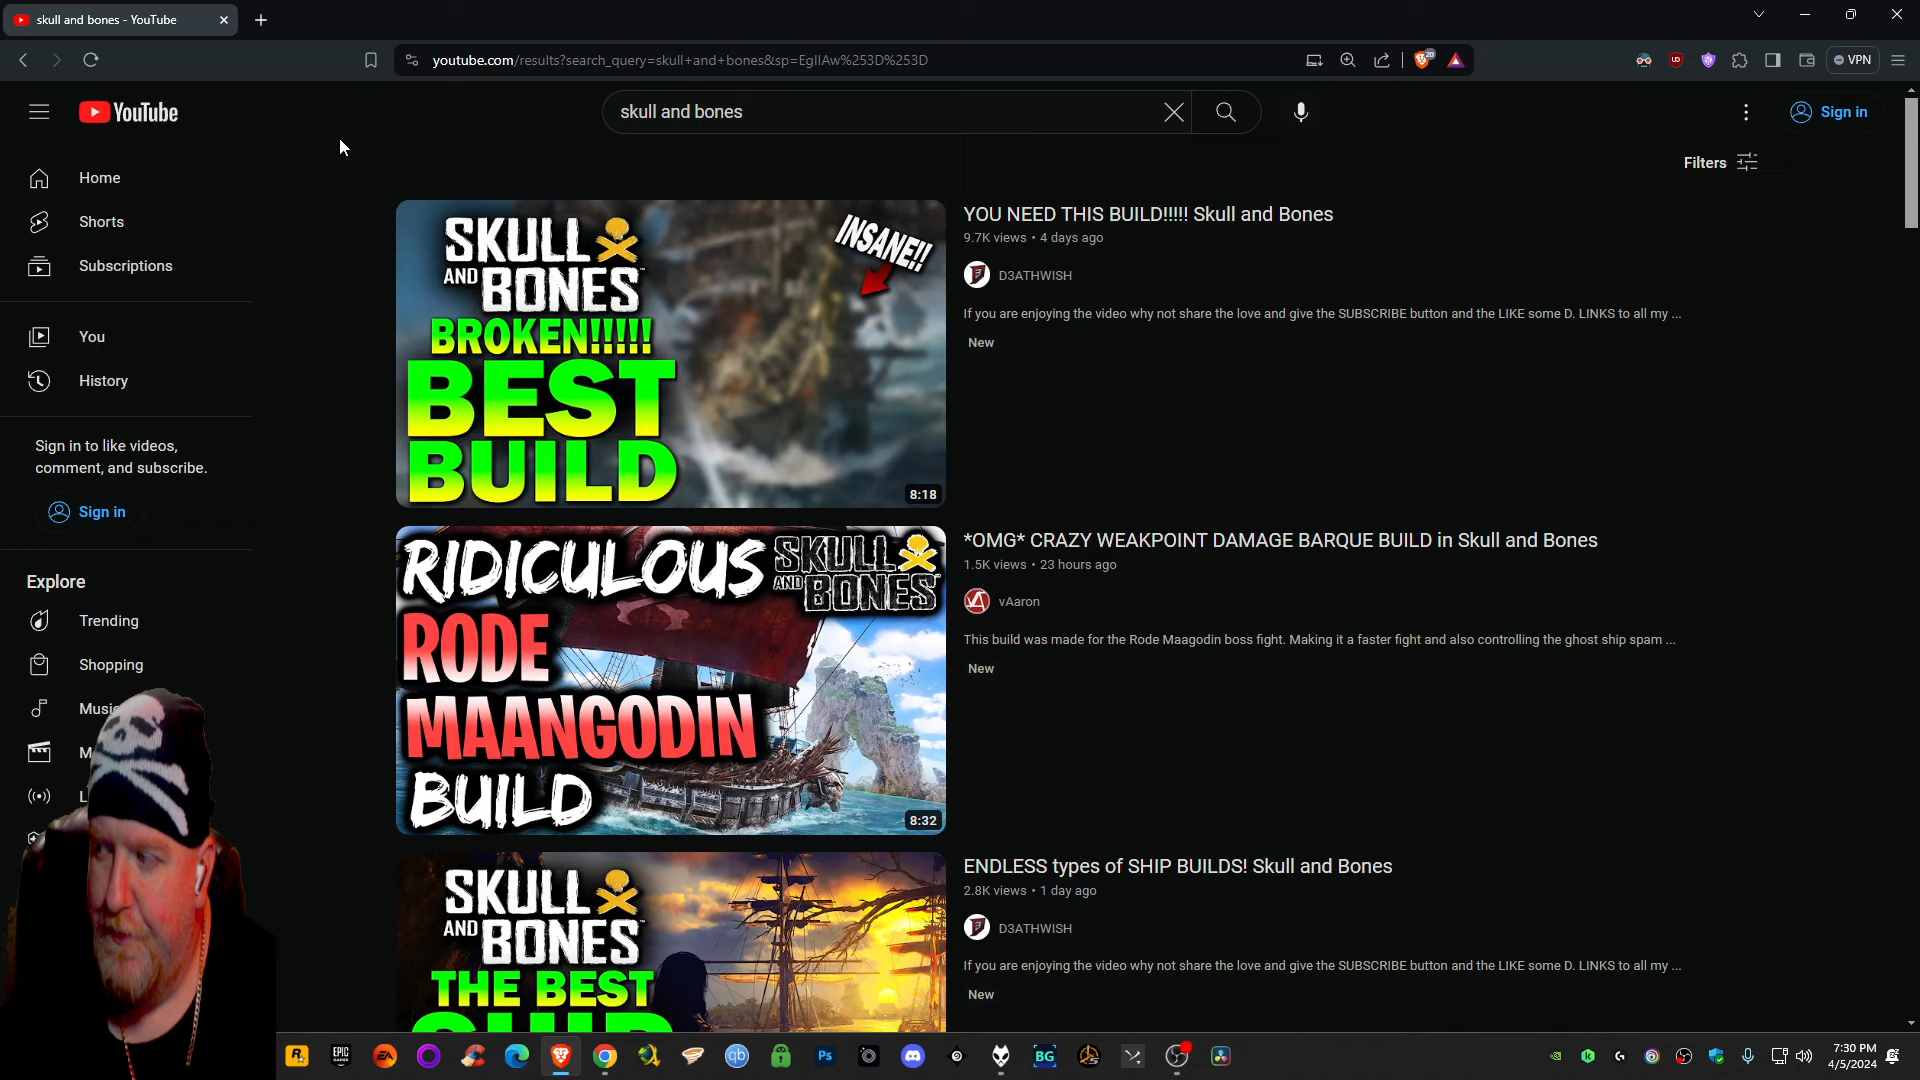 skull and bones - YouTube
youtube.com/results?search_query=skull+and+bones&sp=EgIIAw%253D%253D
20
VPN
YouTube
skull and bones
Sign in
Filters
Home
Shorts
Subscriptions
You
History
Sign in to like videos,
comment, and subscribe.
Sign in
Explore
Trending
Shopping
Music
M
L
SKULL
AND BONES
INSANE!!
BROKEN!!!!!
BEST
BUILD
8:18
YOU NEED THIS BUILD!!!!! Skull and Bones
9.7K views • 4 days ago
D3ATHWISH
If you are enjoying the video why not share the love and give the SUBSCRIBE button and the LIKE some D. LINKS to all my ...
New
RIDICULOUS
SKULL
AND BONES
RODE
MAANGODIN
BUILD
8:32
*OMG* CRAZY WEAKPOINT DAMAGE BARQUE BUILD in Skull and Bones
1.5K views • 23 hours ago
vAaron
This build was made for the Rode Maagodin boss fight. Making it a faster fight and also controlling the ghost ship spam ...
New
SKULL
AND BONES
THE BEST
SHIP
ENDLESS types of SHIP BUILDS! Skull and Bones
2.8K views • 1 day ago
D3ATHWISH
If you are enjoying the video why not share the love and give the SUBSCRIBE button and the LIKE some D. LINKS to all my ...
New
R
EPIC
GAMES
EA
qb
Ps
BG
7:30 PM
4/5/2024